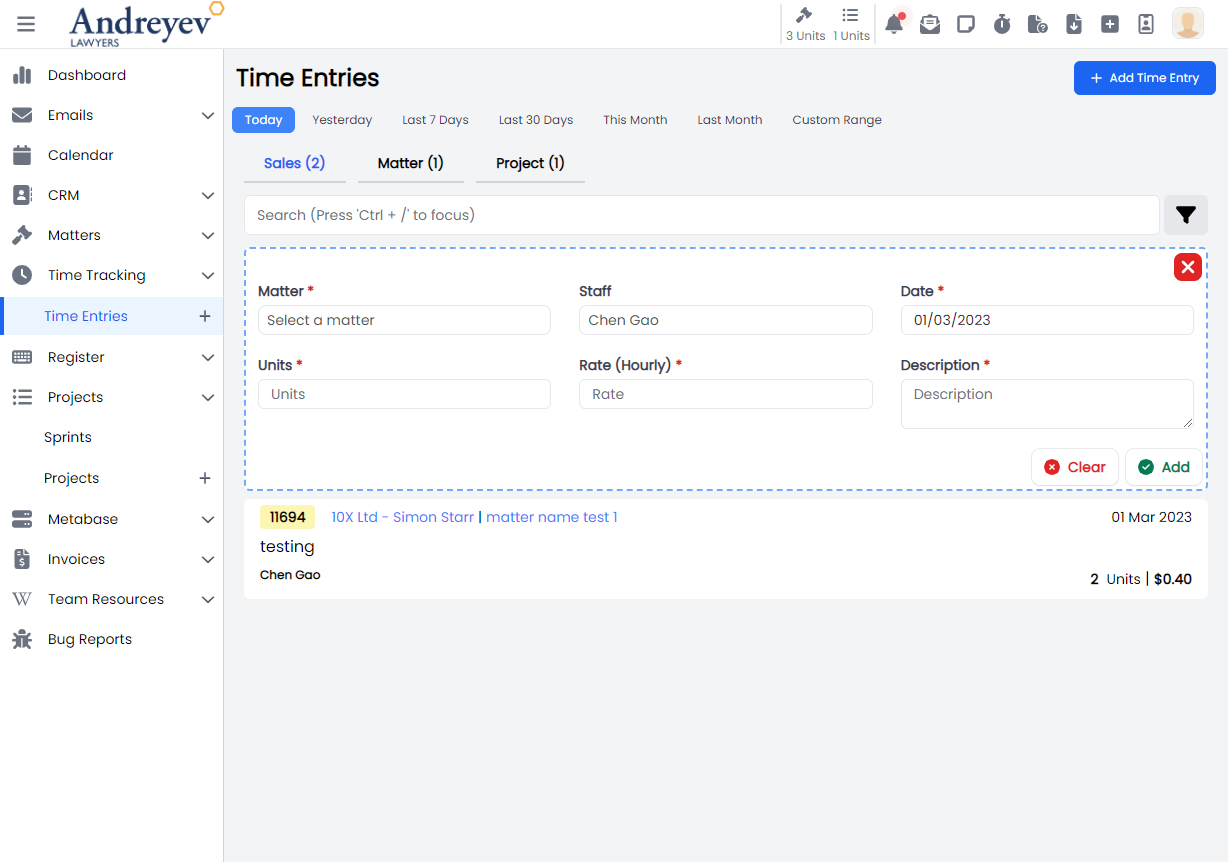 Andreyev
LAWYERS
3 Units 1 Units
Dashboard
Emails
Calendar
CRM
Matters
Time Tracking
Time Entries
Register
Projects
Sprints
Projects
Metabase
Invoices
Team Resources
Bug Reports
Time Entries
Add Time Entry
Today Yesterday Last 7 Days Last 30 Days This Month Last Month Custom Range
Sales (2) Matter (1) Project (1)
Search (Press 'Ctrl + /' to focus)
Matter * Staff Date *
Select a matter Chen Gao 01/03/2023
Units * Rate (Hourly) * Description *
Units Rate Description
Clear Add
11694 10X Ltd - Simon Starr | matter name test 1 01 Mar 2023
testing
Chen Gao
2 Units | $0.40